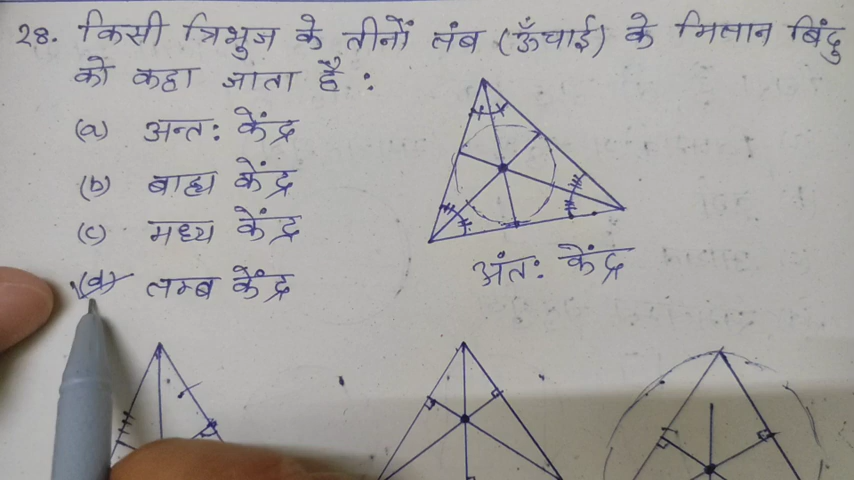 28. किसी त्रिभुज के तीनों लंब (ऊँचाई) के मिलान बिंदु
को कहा जाता है :
(a) अन्त: केंद्र
(b) बाह्य केंद्र
(c) मध्य केंद्र
(d) लम्ब केंद्र
अंत: केंद्र